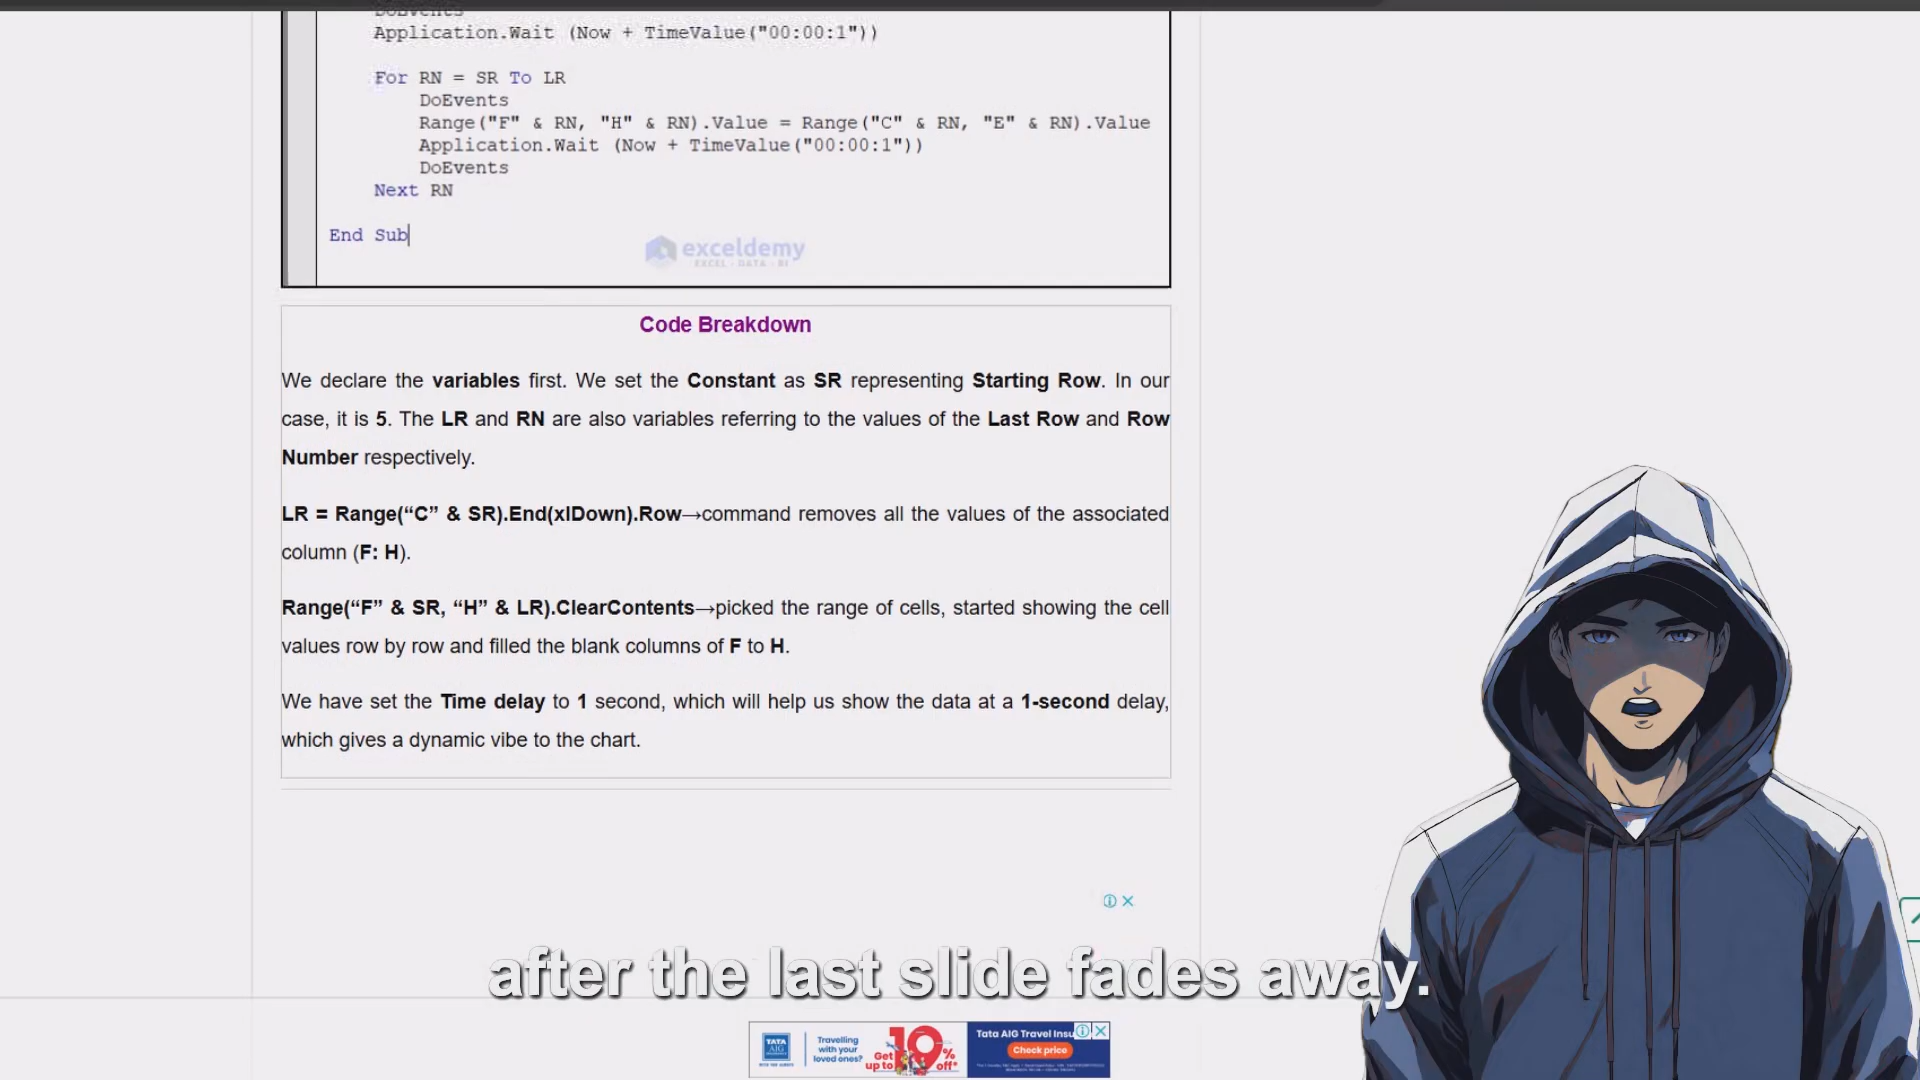 DoEvents
Application.Wait (Now + TimeValue("00:00:1"))
For RN = SR To LR
DoEvents
Range("F" & RN, "H" & RN).Value = Range("C" & RN, "E" & RN).Value
Application.Wait (Now + TimeValue("00:00:1"))
DoEvents
Next RN
End Sub
exceldemy
EXCEL - DATA - BI
Code Breakdown
We declare the variables first. We set the Constant as SR representing Starting Row. In our
case, it is 5. The LR and RN are also variables referring to the values of the Last Row and Row
Number respectively.
LR = Range(“C” & SR).End(xlDown).Row→command removes all the values of the associated
column (F: H).
Range(“F” & SR, “H” & LR).ClearContents→picked the range of cells, started showing the cell
values row by row and filled the blank columns of F to H.
We have set the Time delay to 1 second, which will help us show the data at a 1-second delay,
which gives a dynamic vibe to the chart.
after the last slide fades away.
TATA
AIG
Travelling
with your
loved ones?
Get
up to
10
%
off*
Tata AIG Travel Insu
Check price